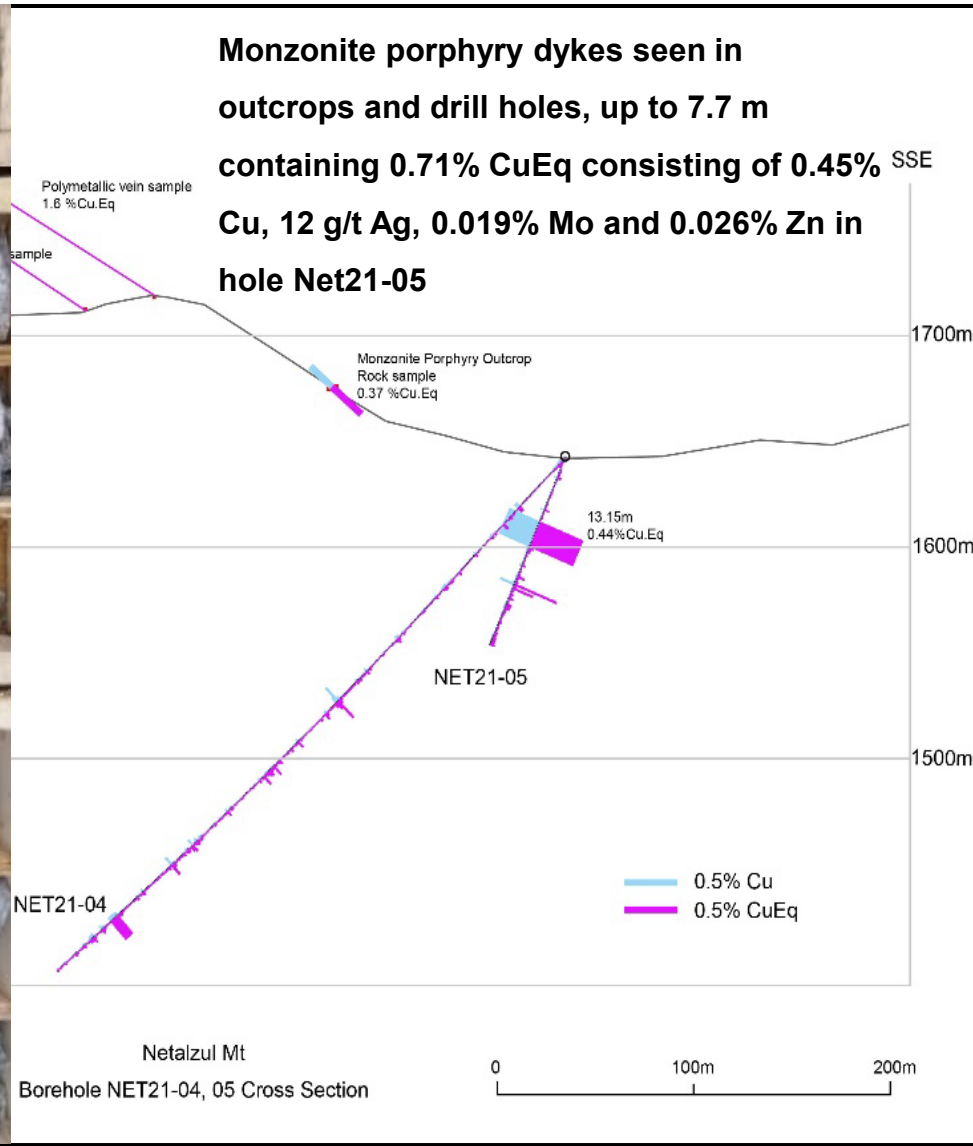 Monzonite porphyry dykes seen in
outcrops and drill holes, up to 7.7 m
containing 0.71% CuEq consisting of 0.45%
Cu, 12 g/t Ag, 0.019% Mo and 0.026% Zn in
hole Net21-05
SSE
Polymetallic vein sample
1.6 %Cu.Eq
sample
1700m
Monzonite Porphyry Outcrop
Rock sample
0.37 %Cu.Eq
13.15m
0.44%Cu.Eq
1600m
NET21-05
1500m
0.5% Cu
0.5% CuEq
NET21-04
Netalzul Mt
Borehole NET21-04, 05 Cross Section
0 100m 200m